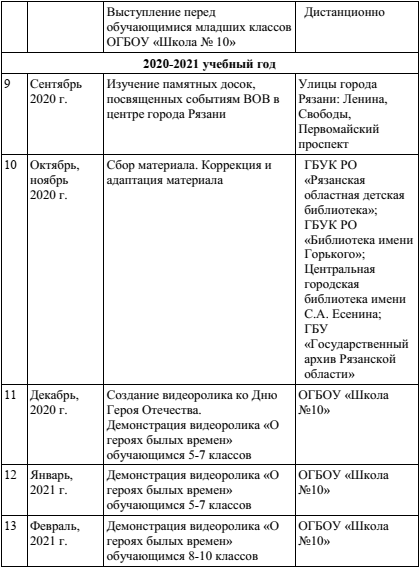 Выступление перед
обучающимися младших классов
ОГБОУ «Школа № 10»
Дистанционно
2020-2021 учебный год
9
Сентябрь
2020 г.
Изучение памятных досок,
посвященных событиям ВОВ в
центре города Рязани
Улицы города
Рязани: Ленина,
Свободы,
Первомайский
проспект
10
Октябрь,
ноябрь
2020 г.
Сбор материала. Коррекция и
адаптация материала
ГБУК РО
«Рязанская
областная детская
библиотека»;
ГБУК РО
«Библиотека имени
Горького»;
Центральная
городская
библиотека имени
С.А. Есенина;
ГБУ
«Государственный
архив Рязанской
области»
11
Декабрь,
2020 г.
Создание видеоролика ко Дню
Героя Отечества.
Демонстрация видеоролика «О
героях былых времен»
обучающимся 5-7 классов
ОГБОУ «Школа
№10»
12
Январь,
2021 г.
Демонстрация видеоролика «О
героях былых времен»
обучающимся 5-7 классов
ОГБОУ «Школа
№10»
13
Февраль,
2021 г.
Демонстрация видеоролика «О
героях былых времен»
обучающимся 8-10 классов
ОГБОУ «Школа
№10»